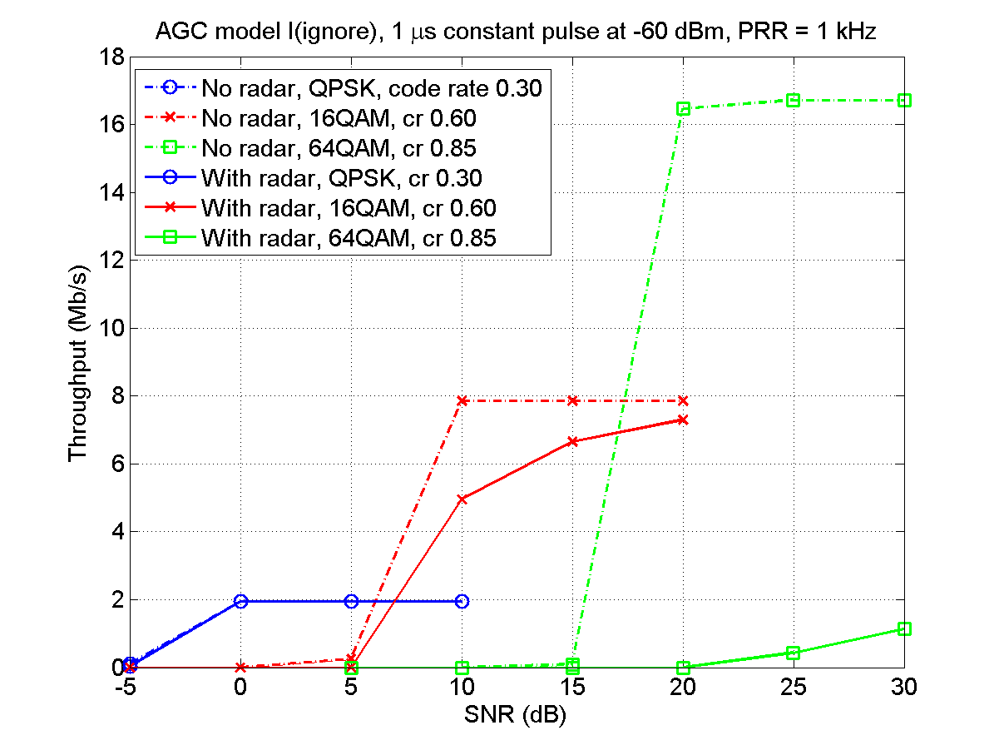 AGC model I(ignore), 1 μs constant pulse at -60 dBm, PRR = 1 kHz
18
16
14
12
10
8
6
4
2
0
Throughput (Mb/s)
No radar, QPSK, code rate 0.30
No radar, 16QAM, cr 0.60
No radar, 64QAM, cr 0.85
With radar, QPSK, cr 0.30
With radar, 16QAM, cr 0.60
With radar, 64QAM, cr 0.85
-5 0 5 10 15 20 25 30
SNR (dB)